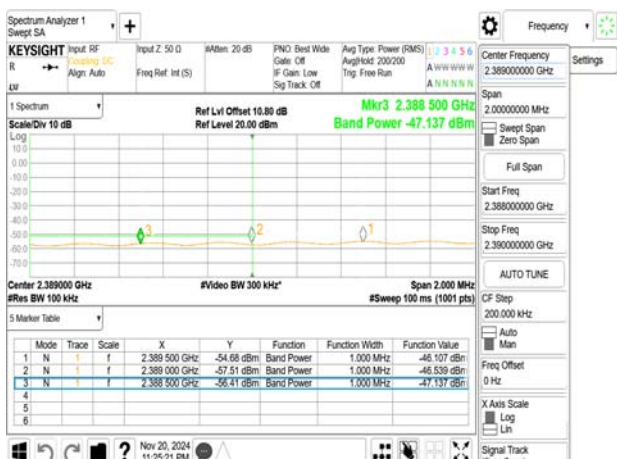 Spectrum Analyzer 1
Swept SA
Frequency
KEYSIGHT
R
Input: RF
Coupling: DC
Align: Auto
Input Z: 50 Ω
Freq Ref: Int (S)
#Atten: 20 dB
PNO: Best Wide
Gate: Off
IF Gain: Low
Sig Track: Off
Avg Type: Power (RMS)
Avg|Hold: 200/200
Trig: Free Run
1 2 3 4 5 6
A W W W W W
A N N N N N
Center Frequency
2.389000000 GHz
Settings
Span
2.00000000 MHz
Swept Span
Zero Span
Full Span
Start Freq
2.388000000 GHz
Stop Freq
2.390000000 GHz
AUTO TUNE
CF Step
200.000 kHz
Auto
Man
Freq Offset
0 Hz
X Axis Scale
Log
Lin
Signal Track
1 Spectrum
Scale/Div 10 dB
Log
Ref Lvl Offset 10.80 dB
Ref Level 20.00 dBm
Mkr3 2.388 500 GHz
Band Power -47.137 dBm
10.0
0.00
-10.0
-20.0
-30.0
-40.0
-50.0
-60.0
-70.0
3
2
1
Center 2.389000 GHz
#Res BW 100 kHz
#Video BW 300 kHz*
Span 2.000 MHz
#Sweep 100 ms (1001 pts)
5 Marker Table
Mode Trace Scale X Y Function Function Width Function Value
1 N 1 f 2.389 500 GHz -54.68 dBm Band Power 1.000 MHz -46.107 dBm
2 N 1 f 2.389 000 GHz -57.51 dBm Band Power 1.000 MHz -46.539 dBm
3 N 1 f 2.388 500 GHz -56.41 dBm Band Power 1.000 MHz -47.137 dBm
4
5
6
?
Nov 20, 2024
11:25:21 PM